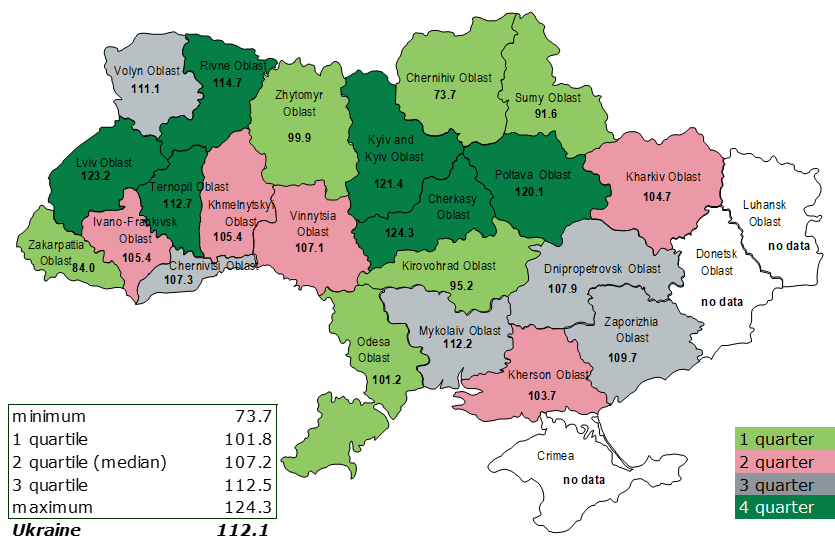 Volyn Oblast
111.1
Rivne Oblast
114.7
Zhytomyr
Oblast
99.9
Chernihiv Oblast
73.7
Sumy Oblast
91.6
Kyiv and
Kyiv Oblast
121.4
Lviv Oblast
123.2
Ternopil Oblast
112.7
Khmelnytskyi
Oblast
105.4
Ivano-Frankivsk
Oblast
105.4
Zakarpattia
Oblast
84.0
Chernivtsi Oblast
107.3
Vinnytsia
Oblast
107.1
Cherkasy
Oblast
124.3
Poltava Oblast
120.1
Kharkiv Oblast
104.7
Luhansk
Oblast
no data
Donetsk
Oblast
no data
Kirovohrad Oblast
95.2
Dnipropetrovsk Oblast
107.9
Zaporizhia
Oblast
109.7
Mykolaiv Oblast
112.2
Odesa
Oblast
101.2
Kherson Oblast
103.7
Crimea
no data
minimum 73.7
1 quartile 101.8
2 quartile (median) 107.2
3 quartile 112.5
maximum 124.3
Ukraine 112.1
1 quarter
2 quarter
3 quarter
4 quarter